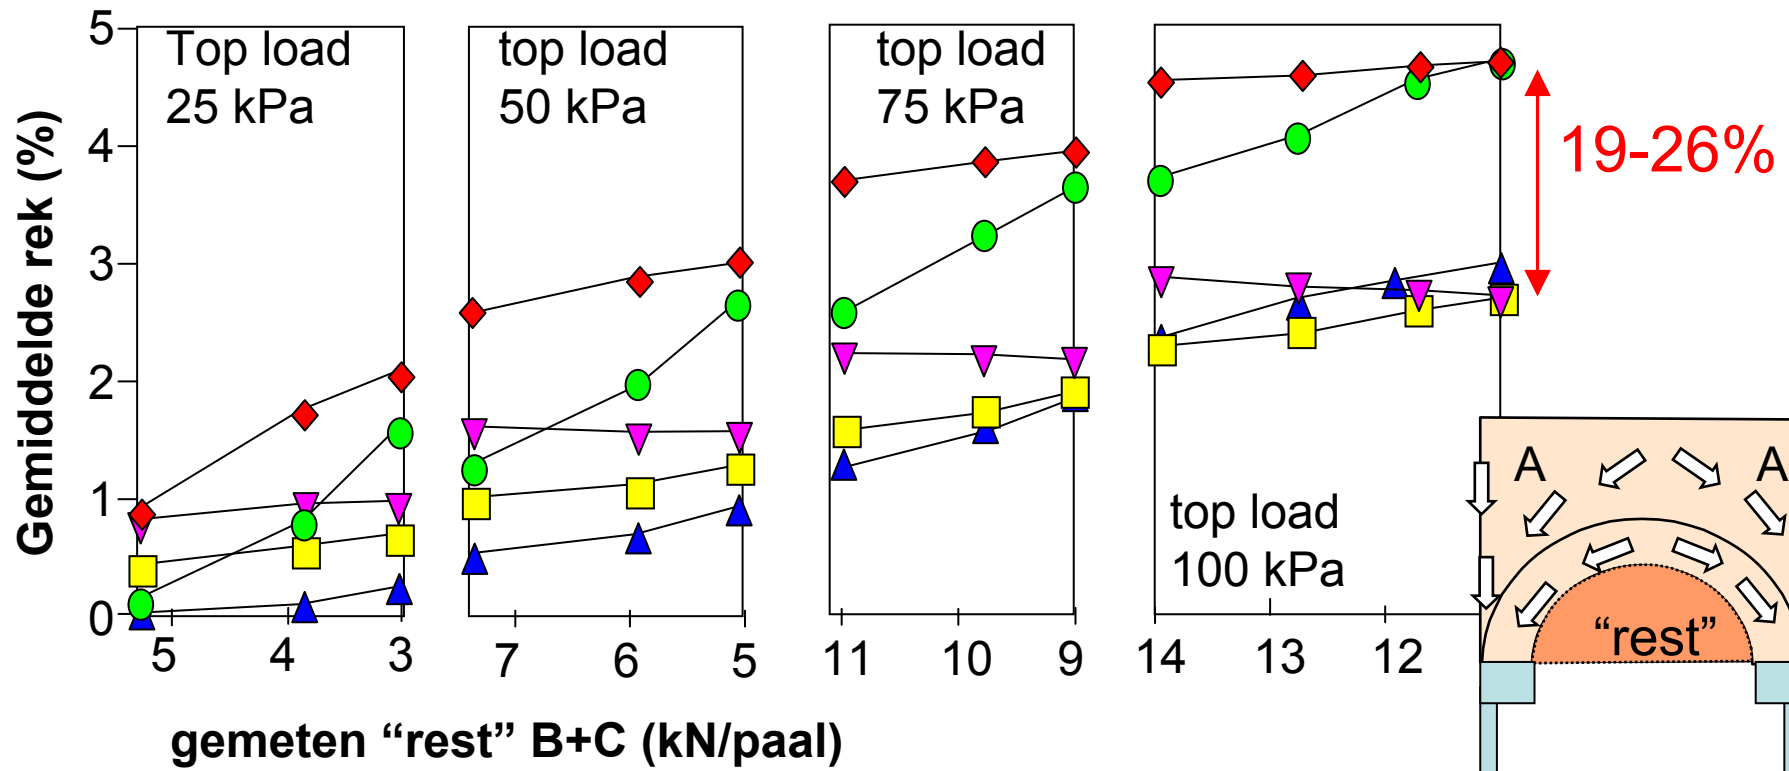 5
4
3
2
1
0
Gemiddelde rek (%)
Top load
25 kPa
top load
50 kPa
top load
75 kPa
top load
100 kPa
19-26%
5 4 3
7 6 5
11 10 9
14 13 12
A A
“rest”
gemeten “rest” B+C (kN/paal)